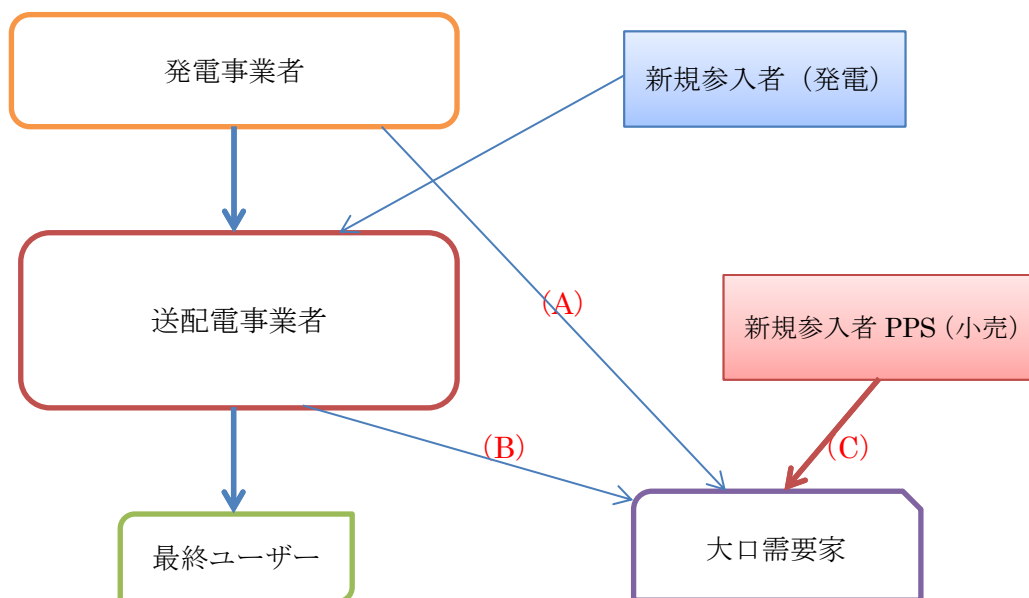 発電事業者
新規参入者（発電）
(A)
送配電事業者
新規参入者 PPS（小売）
(B)
(C)
最終ユーザー
大口需要家